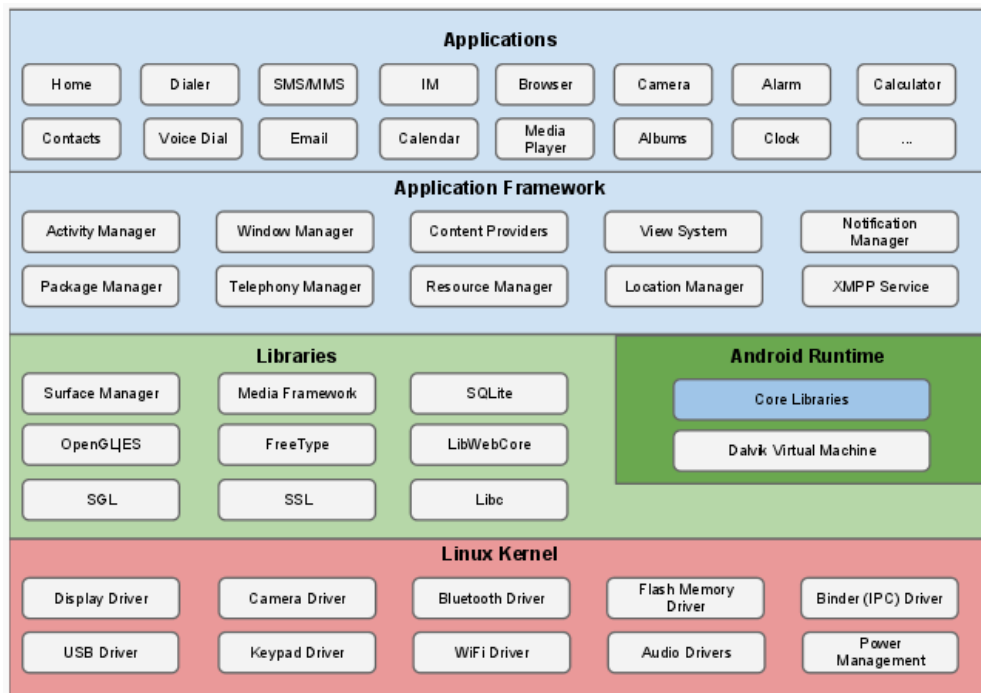 Applications
Home
Dialer
SMS/MMS
IM
Browser
Camera
Alarm
Calculator
Contacts
Voice Dial
Email
Calendar
Media
Player
Albums
Clock
...
Application Framework
Activity Manager
Window Manager
Content Providers
View System
Notification
Manager
Package Manager
Telephony Manager
Resource Manager
Location Manager
XMPP Service
Libraries
Surface Manager
Media Framework
SQLite
OpenGL|ES
FreeType
LibWebCore
SGL
SSL
Libc
Android Runtime
Core Libraries
Dalvik Virtual Machine
Linux Kernel
Display Driver
Camera Driver
Bluetooth Driver
Flash Memory
Driver
Binder (IPC) Driver
USB Driver
Keypad Driver
WiFi Driver
Audio Drivers
Power
Management